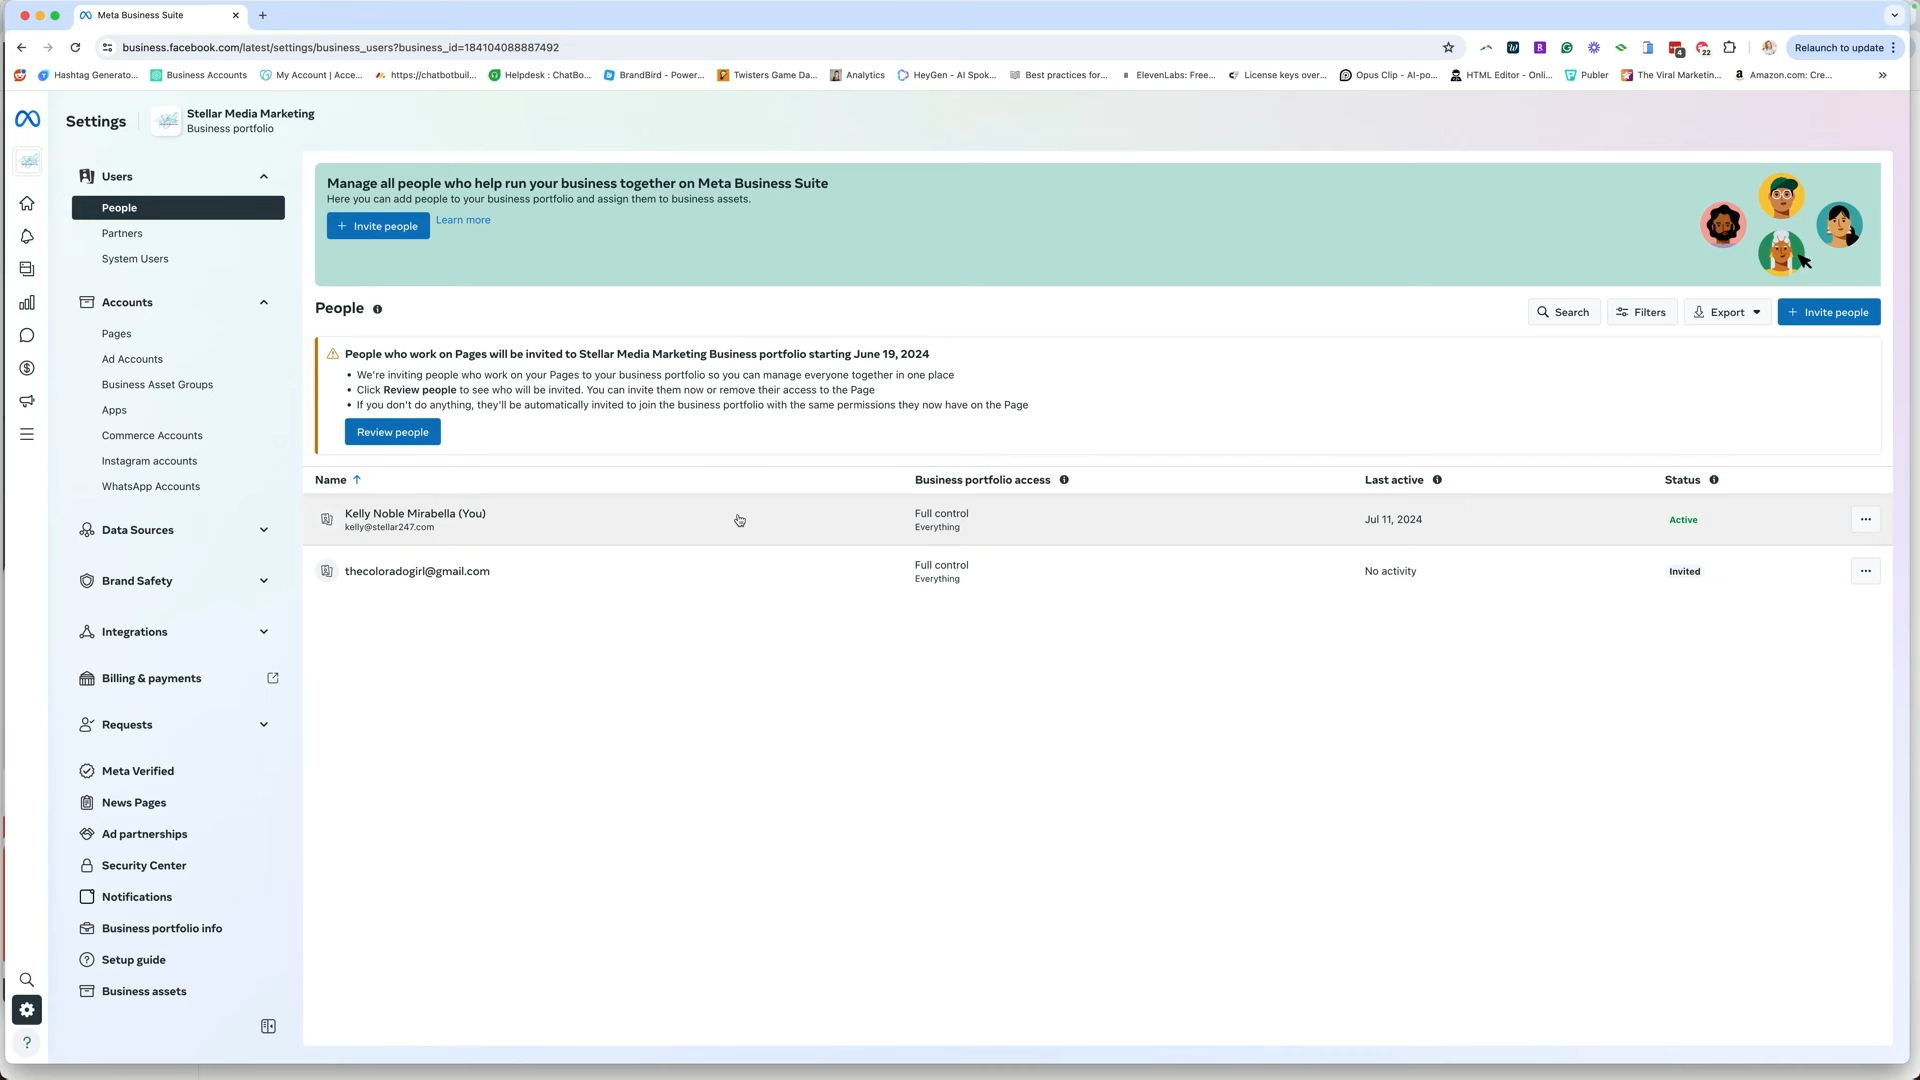 Meta Business Suite
business.facebook.com/latest/settings/business_users?business_id=184104088887492
4
22
Relaunch to update
Hashtag Generato...
Business Accounts
My Account | Acce...
https://chatbotbuil...
Helpdesk : ChatBo...
BrandBird - Power...
Twisters Game Da...
Analytics
HeyGen - AI Spok...
Best practices for...
ElevenLabs: Free...
License keys over...
Opus Clip - AI-po...
HTML Editor - Onli...
Publer
The Viral Marketin...
Amazon.com: Cre...
Settings
Stellar Media Marketing
Business portfolio
Users
People
Partners
System Users
Accounts
Pages
Ad Accounts
Business Asset Groups
Apps
Commerce Accounts
Instagram accounts
WhatsApp Accounts
Data Sources
Brand Safety
Integrations
Billing & payments
Requests
Meta Verified
News Pages
Ad partnerships
Security Center
Notifications
Business portfolio info
Setup guide
Business assets
Manage all people who help run your business together on Meta Business Suite
Here you can add people to your business portfolio and assign them to business assets.
+ Invite people
Learn more
People
Search
Filters
Export
+ Invite people
People who work on Pages will be invited to Stellar Media Marketing Business portfolio starting June 19, 2024
• We're inviting people who work on your Pages to your business portfolio so you can manage everyone together in one place
• Click Review people to see who will be invited. You can invite them now or remove their access to the Page
• If you don't do anything, they'll be automatically invited to join the business portfolio with the same permissions they now have on the Page
Review people
Name ↑
Business portfolio access
Last active
Status
Kelly Noble Mirabella (You)
kelly@stellar247.com
Full control
Everything
Jul 11, 2024
Active
thecoloradogirl@gmail.com
Full control
Everything
No activity
Invited